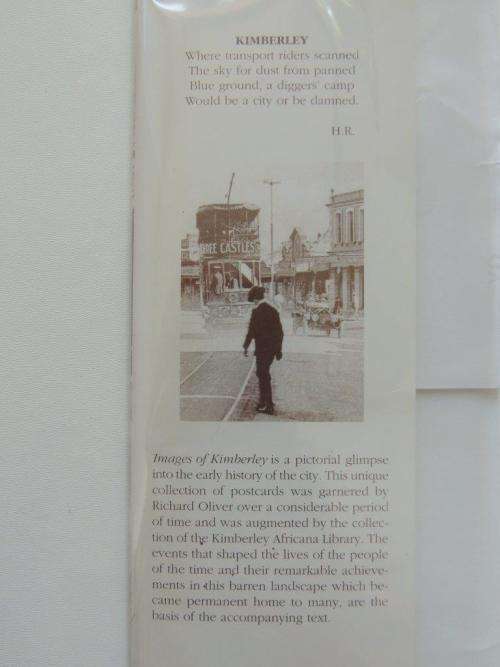 KIMBERLEY
Where transport riders scanned
The sky for dust from panned
Blue ground, a diggers' camp
Would be a city or be damned.
H.R.
THREE CASTLES
Images of Kimberley is a pictorial glimpse
into the early history of the city. This unique
collection of postcards was garnered by
Richard Oliver over a considerable period
of time and was augmented by the collec-
tion of the Kimberley Africana Library. The
events that shaped the lives of the people
of the time and their remarkable achieve-
ments in this barren landscape which be-
came permanent home to many, are the
basis of the accompanying text.